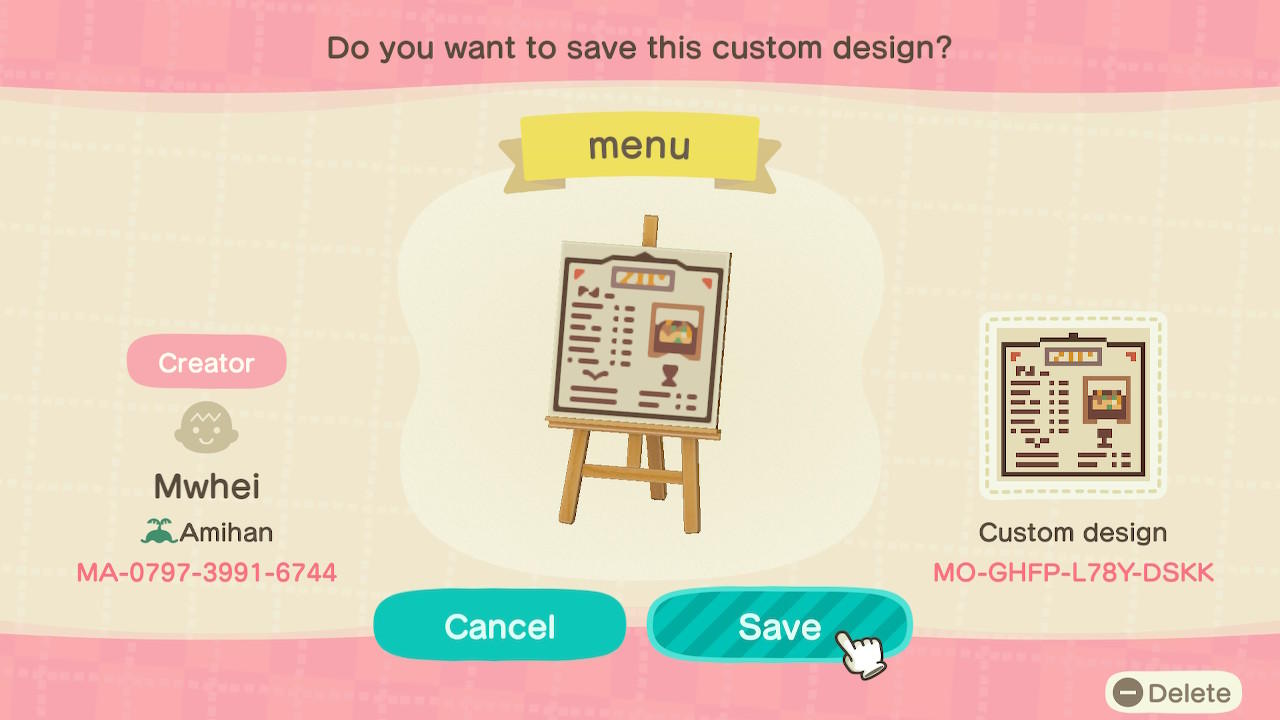 Do you want to save this custom design?
menu
Creator
Mwhei
Amihan
MA-0797-3991-6744
Custom design
MO-GHFP-L78Y-DSKK
Cancel
Save
Delete